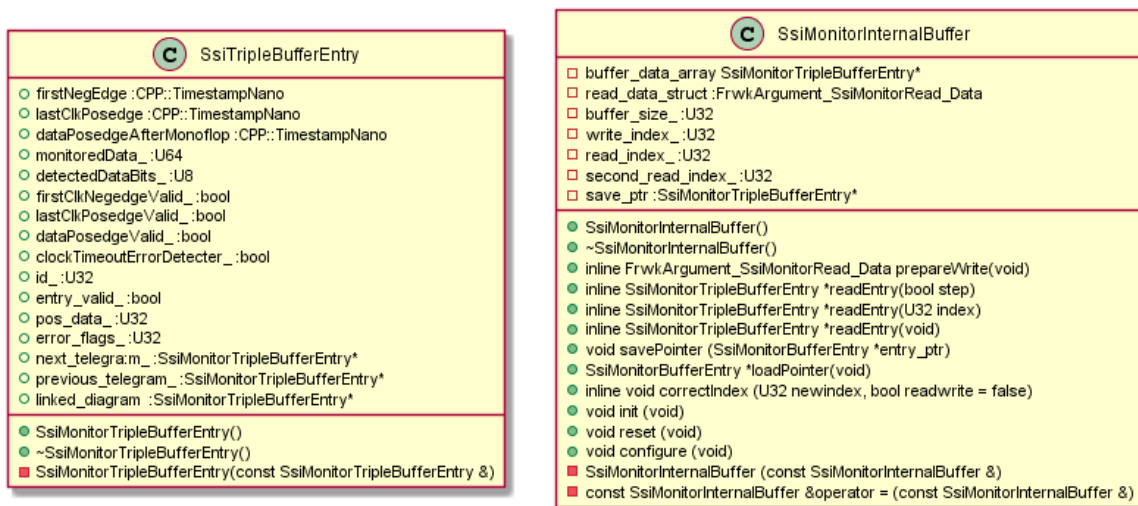 C SsiTripleBufferEntry
firstNegEdge :CPP::TimestampNano
lastClkPosedge :CPP::TimestampNano
dataPosedgeAfterMonoflop :CPP::TimestampNano
monitoredData_ :U64
detectedDataBits_ :U8
firstClkNegedgeValid_ :bool
lastClkPosedgeValid_ :bool
dataPosedgeValid_ :bool
clockTimeoutErrorDetecter_ :bool
id_ :U32
entry_valid_ :bool
pos_data_ :U32
error_flags_ :U32
next_telegra:m_ :SsiMonitorTripleBufferEntry*
previous_telegram_ :SsiMonitorTripleBufferEntry*
linked_diagram :SsiMonitorTripleBufferEntry*
SsiMonitorTripleBufferEntry()
~SsiMonitorTripleBufferEntry()
SsiMonitorTripleBufferEntry(const SsiMonitorTripleBufferEntry &)
C SsiMonitorInternalBuffer
buffer_data_array SsiMonitorTripleBufferEntry*
read_data_struct :FrwkArgument_SsiMonitorRead_Data
buffer_size_ :U32
write_index_ :U32
read_index_ :U32
second_read_index_ :U32
save_ptr :SsiMonitorTripleBufferEntry*
SsiMonitorInternalBuffer()
~SsiMonitorInternalBuffer()
inline FrwkArgument_SsiMonitorRead_Data prepareWrite(void)
inline SsiMonitorTripleBufferEntry *readEntry(bool step)
inline SsiMonitorTripleBufferEntry *readEntry(U32 index)
inline SsiMonitorTripleBufferEntry *readEntry(void)
void savePointer (SsiMonitorBufferEntry *entry_ptr)
SsiMonitorBufferEntry *loadPointer(void)
inline void correctIndex (U32 newindex, bool readwrite = false)
void init (void)
void reset (void)
void configure (void)
SsiMonitorInternalBuffer (const SsiMonitorInternalBuffer &)
const SsiMonitorInternalBuffer &operator = (const SsiMonitorInternalBuffer &)